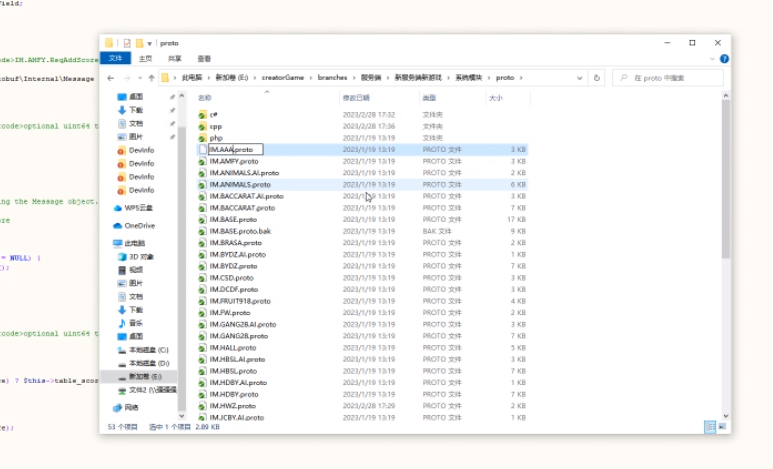 ield;
proto
文件 主页 共享 查看
ode>IM.AMFY.ReqAddScore
obuf\Internal\Message
此电脑 > 新加卷 (E:) > creatorGame > branches > 服务端 > 新服务端新游戏 > 系统模块 > proto >
在 proto 中搜索
名称 修改日期 类型 大小
c# 2023/2/28 17:32 文件夹
cpp 2023/2/28 17:36 文件夹
php 2023/1/19 13:19 文件夹
IM.AAA.proto 2023/1/19 13:19 PROTO 文件 3 KB
IM.AMFY.proto 2023/1/19 13:19 PROTO 文件 3 KB
IM.ANIMALS.AI.proto 2023/1/19 13:19 PROTO 文件 2 KB
IM.ANIMALS.proto 2023/1/19 13:19 PROTO 文件 6 KB
IM.BACCARAT.AI.proto 2023/1/19 13:19 PROTO 文件 3 KB
IM.BACCARAT.proto 2023/1/19 13:19 PROTO 文件 7 KB
IM.BASE.proto 2023/1/19 13:19 PROTO 文件 17 KB
IM.BASE.proto.bak 2023/1/19 13:19 BAK 文件 9 KB
IM.BRASA.proto 2023/1/19 13:19 PROTO 文件 2 KB
IM.BYDZ.AI.proto 2023/1/19 13:19 PROTO 文件 1 KB
IM.BYDZ.proto 2023/1/19 13:19 PROTO 文件 7 KB
IM.CSD.proto 2023/1/19 13:19 PROTO 文件 3 KB
IM.DCDF.proto 2023/1/19 13:19 PROTO 文件 3 KB
IM.FRUIT918.proto 2023/1/19 13:19 PROTO 文件 4 KB
IM.FW.proto 2023/1/19 13:19 PROTO 文件 2 KB
IM.GANG28.AI.proto 2023/1/19 13:19 PROTO 文件 3 KB
IM.GANG28.proto 2023/1/19 13:19 PROTO 文件 7 KB
IM.HALL.proto 2023/1/19 13:19 PROTO 文件 5 KB
IM.HBSL.AI.proto 2023/1/19 13:19 PROTO 文件 3 KB
IM.HBSL.proto 2023/1/19 13:19 PROTO 文件 7 KB
IM.HDBY.AI.proto 2023/1/19 13:19 PROTO 文件 1 KB
IM.HDBY.proto 2023/1/19 13:19 PROTO 文件 7 KB
IM.HWZ.proto 2023/2/28 17:29 PROTO 文件 2 KB
IM.JCBY.AI.proto 2023/1/19 13:19 PROTO 文件 1 KB
桌面
下载
文档
图片
DevInfo
DevInfo
DevInfo
DevInfo
WPS云盘
OneDrive
此电脑
3D 对象
视频
图片
文档
下载
音乐
桌面
本地磁盘 (C:)
本地磁盘 (D:)
新加卷 (E:)
网络
53 个项目 选中 1 个项目 2.89 KB
code>optional uint64 t
ing the Message object.
re
= NULL) {
);
code>optional uint64 t
e) ? $this->table_scor
e);